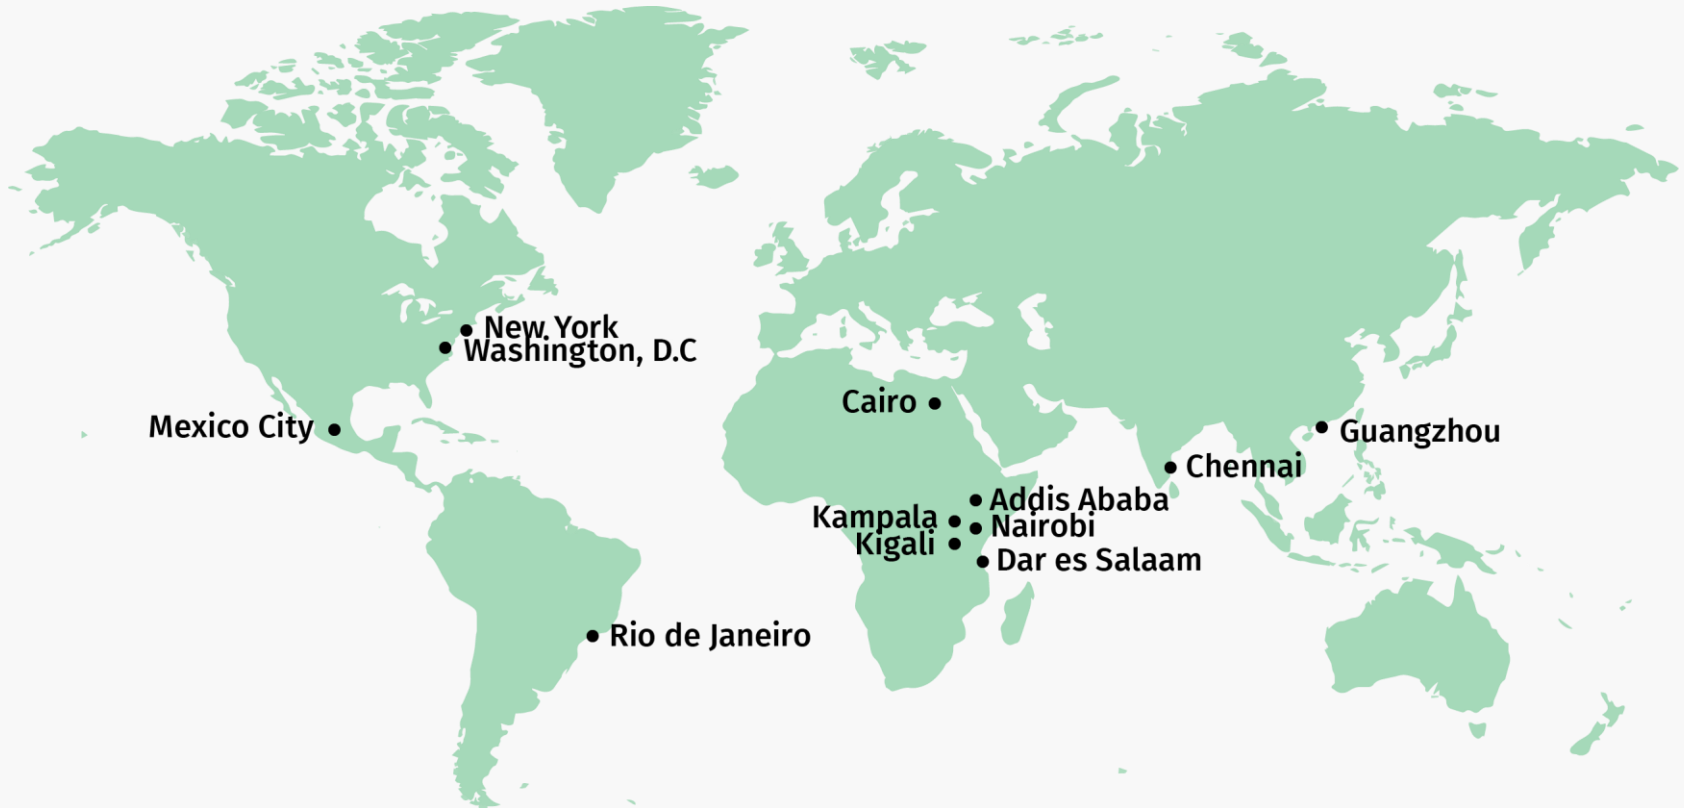 New York
Washington, D.C
Cairo
Mexico City
Guangzhou
Chennai
Addis Ababa
Kampala
Nairobi
Kigali
Dar es Salaam
Rio de Janeiro